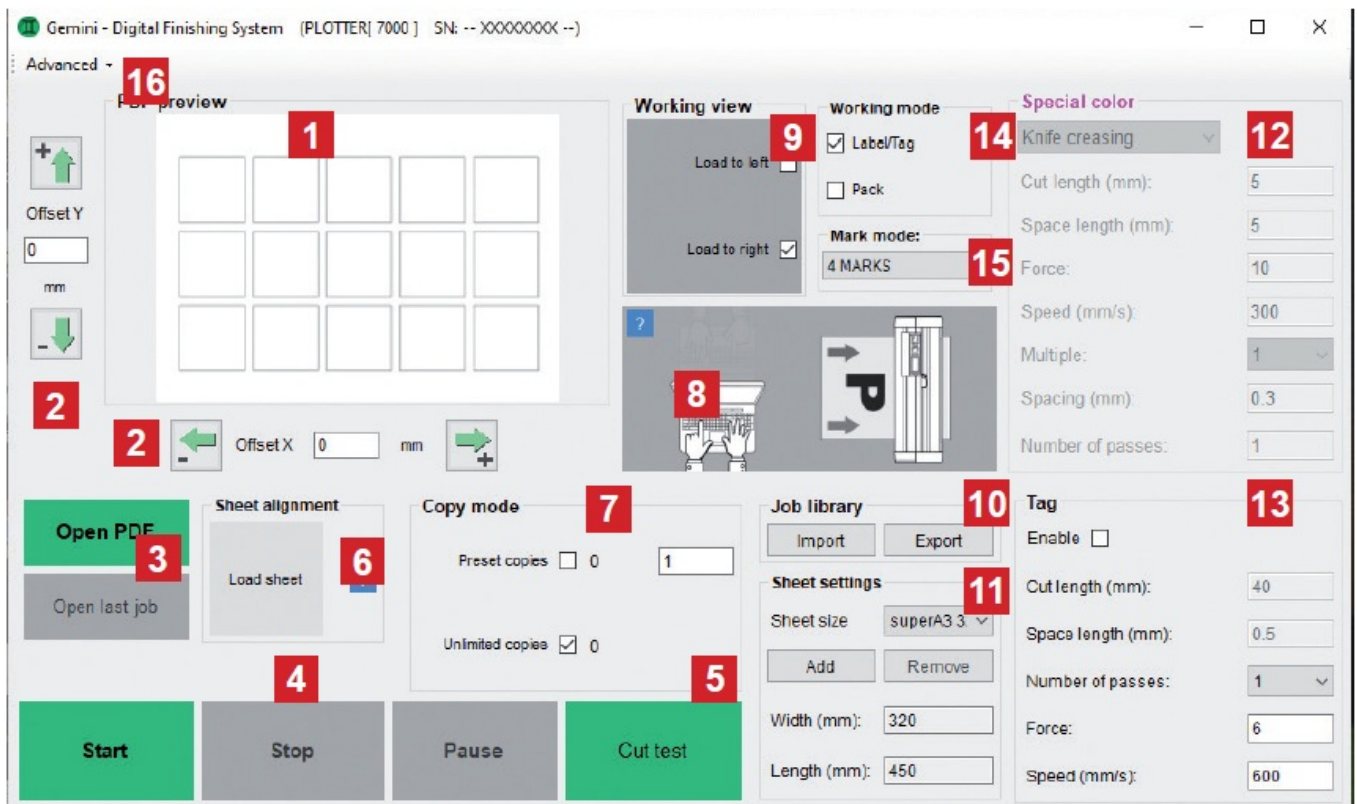 Gemini - Digital Finishing System (PLOTTER[ 7000 ] SN: -- XXXXXXXX --)
Advanced
16
PDF preview
1
+
Offset Y
0
mm
-
2
2
-
Offset X 0 mm
+
Working view
9
Load to left
Load to right
Working mode
Label/Tag
Pack
14
Mark mode:
4 MARKS
15
?
8
P
Special color
Knife creasing
12
Cut length (mm): 5
Space length (mm): 5
Force: 10
Speed (mm/s): 300
Multiple: 1
Spacing (mm) 0.3
Number of passes: 1
Open PDF
3
Open last job
Sheet alignment
Load sheet
6
Copy mode
7
Preset copies 0 1
Unlimited copies 0
4
5
Start
Stop
Pause
Cut test
Job library
10
Import Export
Sheet settings
11
Sheet size superA3 3
Add Remove
Width (mm): 320
Length (mm): 450
Tag
13
Enable
Cut length (mm): 40
Space length (mm): 0.5
Number of passes: 1
Force: 6
Speed (mm/s): 600